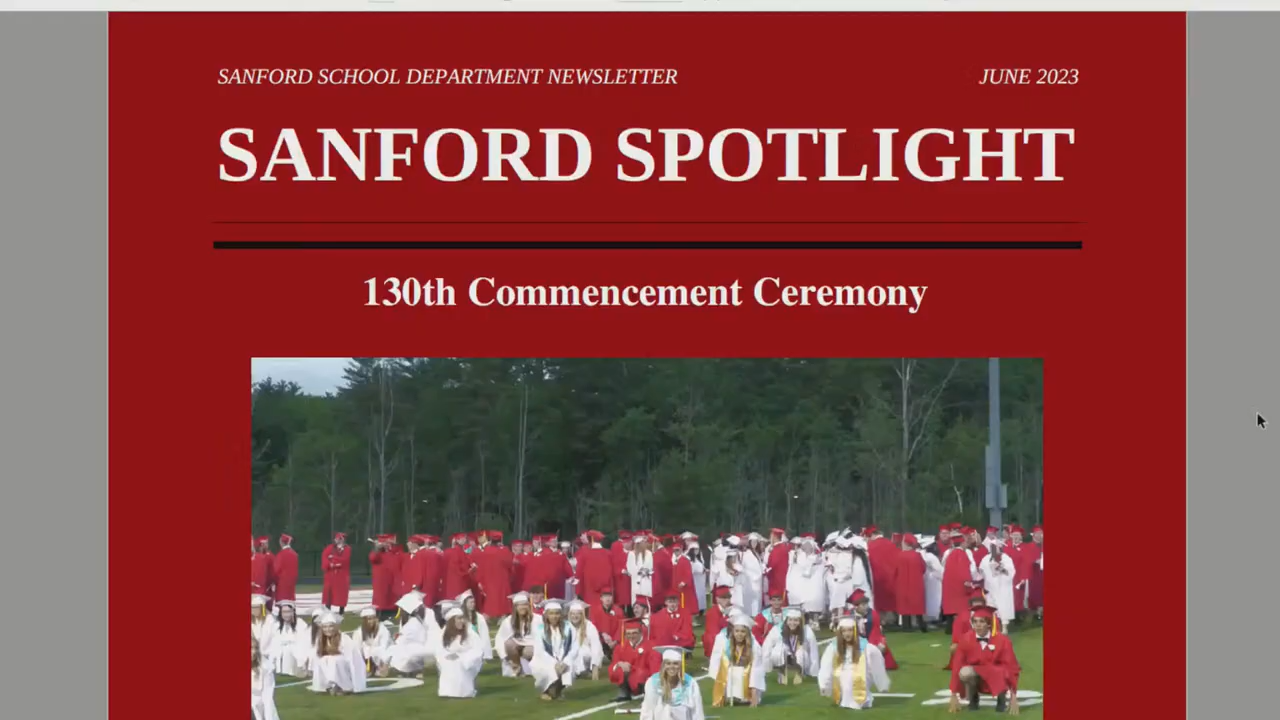 SANFORD SCHOOL DEPARTMENT NEWSLETTER JUNE 2023
SANFORD SPOTLIGHT
130th Commencement Ceremony